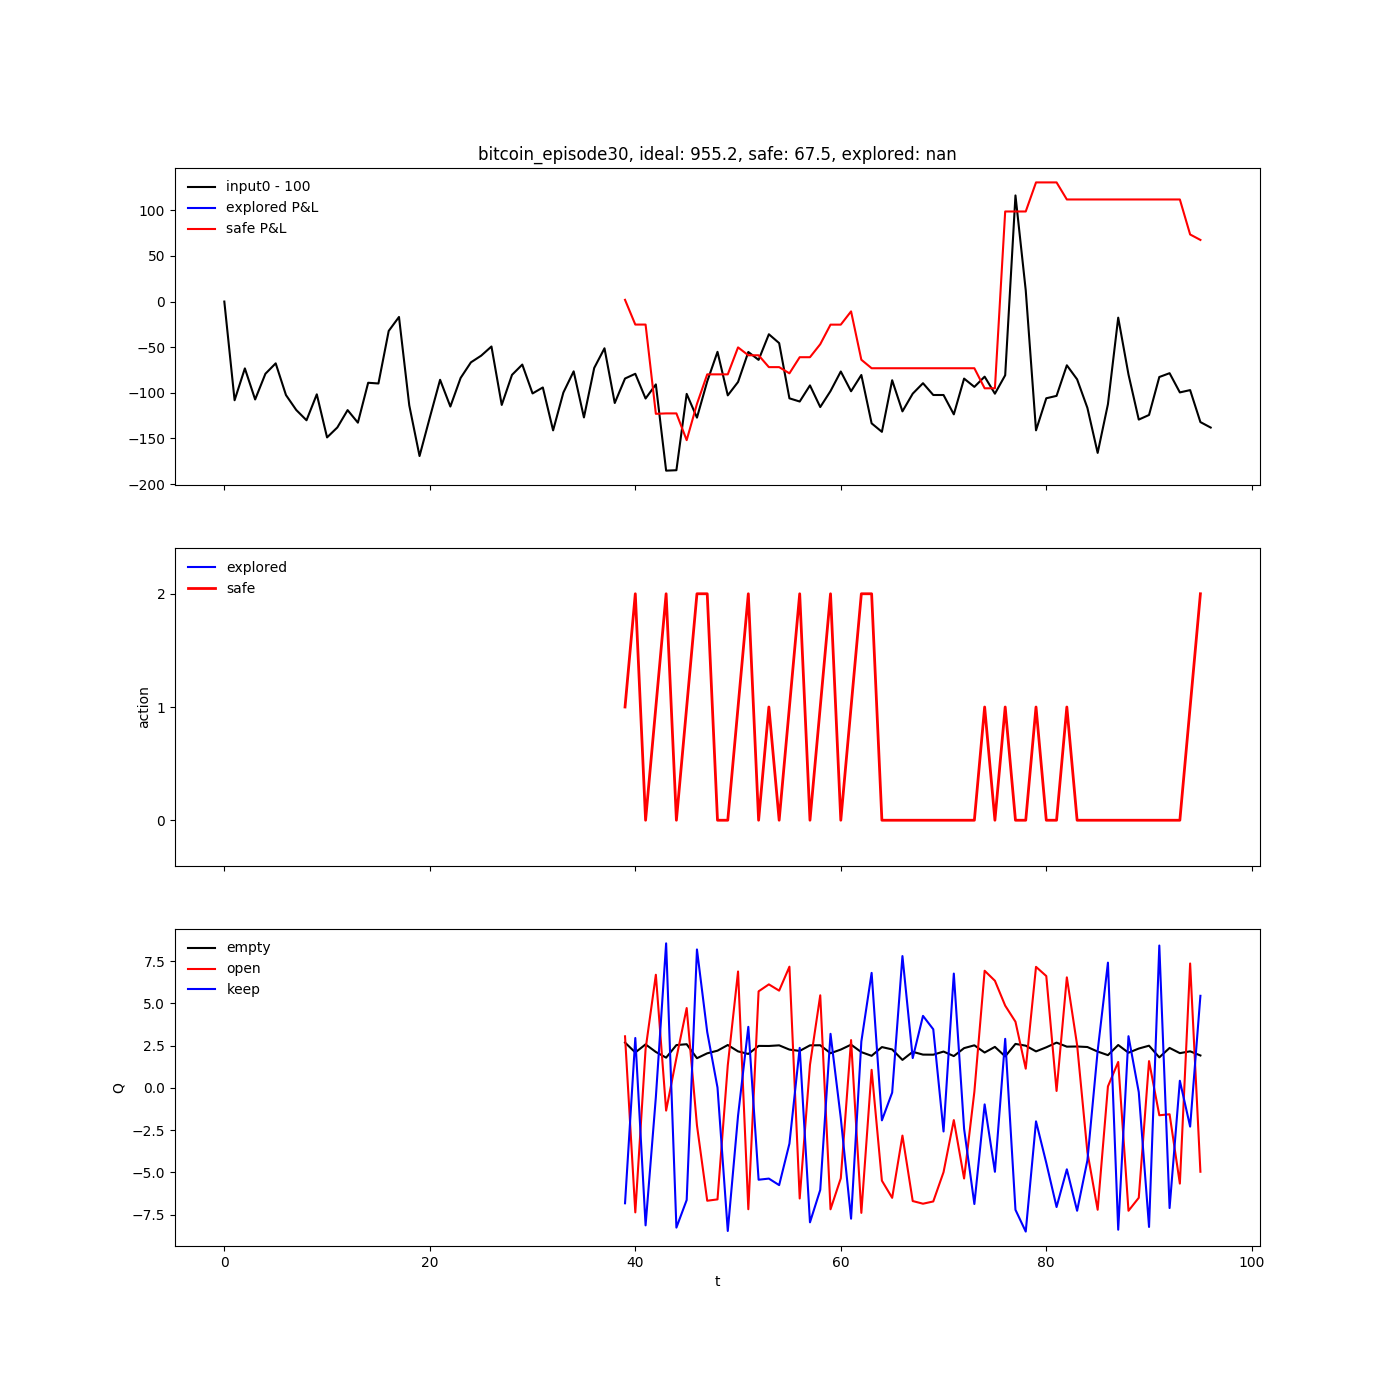 bitcoin_episode30, ideal: 955.2, safe: 67.5, explored: nan
input0 - 100
explored P&L
safe P&L
100
50
0
−50
−100
−150
−200
explored
safe
2
1
0
action
empty
open
keep
7.5
5.0
2.5
0.0
−2.5
−5.0
−7.5
Q
0 20 40 60 80 100
t